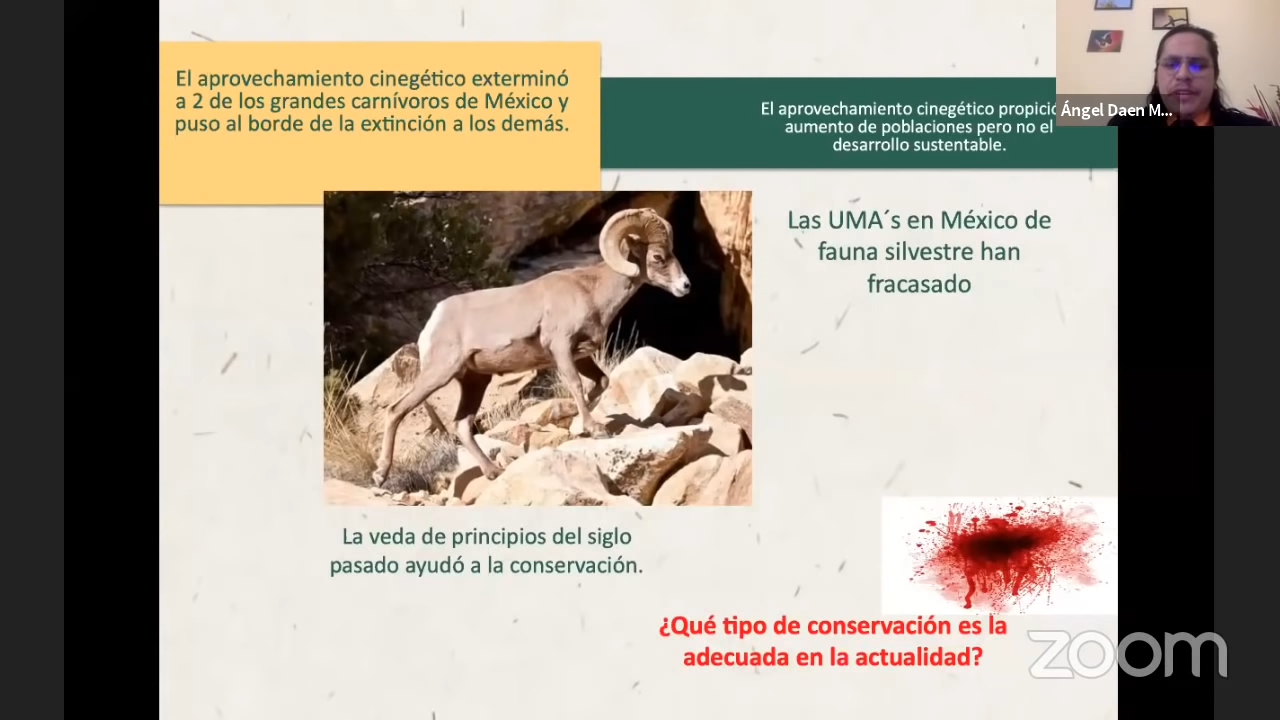 El aprovechamiento cinegético exterminó
a 2 de los grandes carnívoros de México y
puso al borde de la extinción a los demás.
El aprovechamiento cinegético propició
aumento de poblaciones pero no el
desarrollo sustentable.
Ángel Daen M...
Las UMA´s en México de
fauna silvestre han
fracasado
La veda de principios del siglo
pasado ayudó a la conservación.
¿Qué tipo de conservación es la
adecuada en la actualidad?
zoom